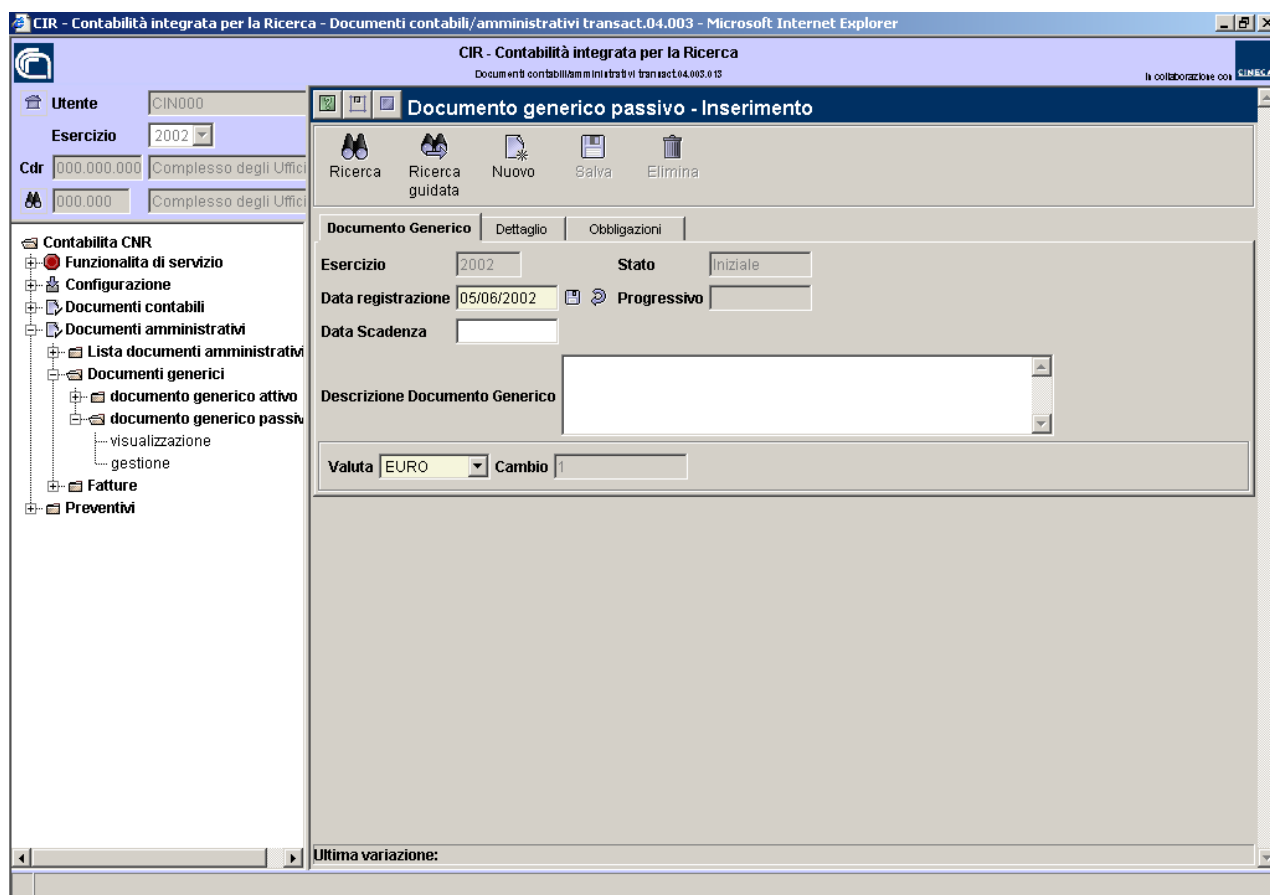 CIR - Contabilità integrata per la Ricerca - Documenti contabili/amministrativi transact.04.003 - Microsoft Internet Explorer
CIR - Contabilità integrata per la Ricerca
Documenti contabili/amministrativi transact.04.003.013
In collaborazione con CINECA
Utente CIN000
Esercizio 2002
Cdr 000.000.000 Complesso degli Uffici
000.000 Complesso degli Uffici
Contabilita CNR
Funzionalita di servizio
Configurazione
Documenti contabili
Documenti amministrativi
Lista documenti amministrativi
Documenti generici
documento generico attivo
documento generico passiv
visualizzazione
gestione
Fatture
Preventivi
Documento generico passivo - Inserimento
Ricerca
Ricerca guidata
Nuovo
Salva
Elimina
Documento Generico
Dettaglio
Obbligazioni
Esercizio 2002 Stato Iniziale
Data registrazione 05/06/2002 Progressivo
Data Scadenza
Descrizione Documento Generico
Valuta EURO Cambio 1
Ultima variazione: